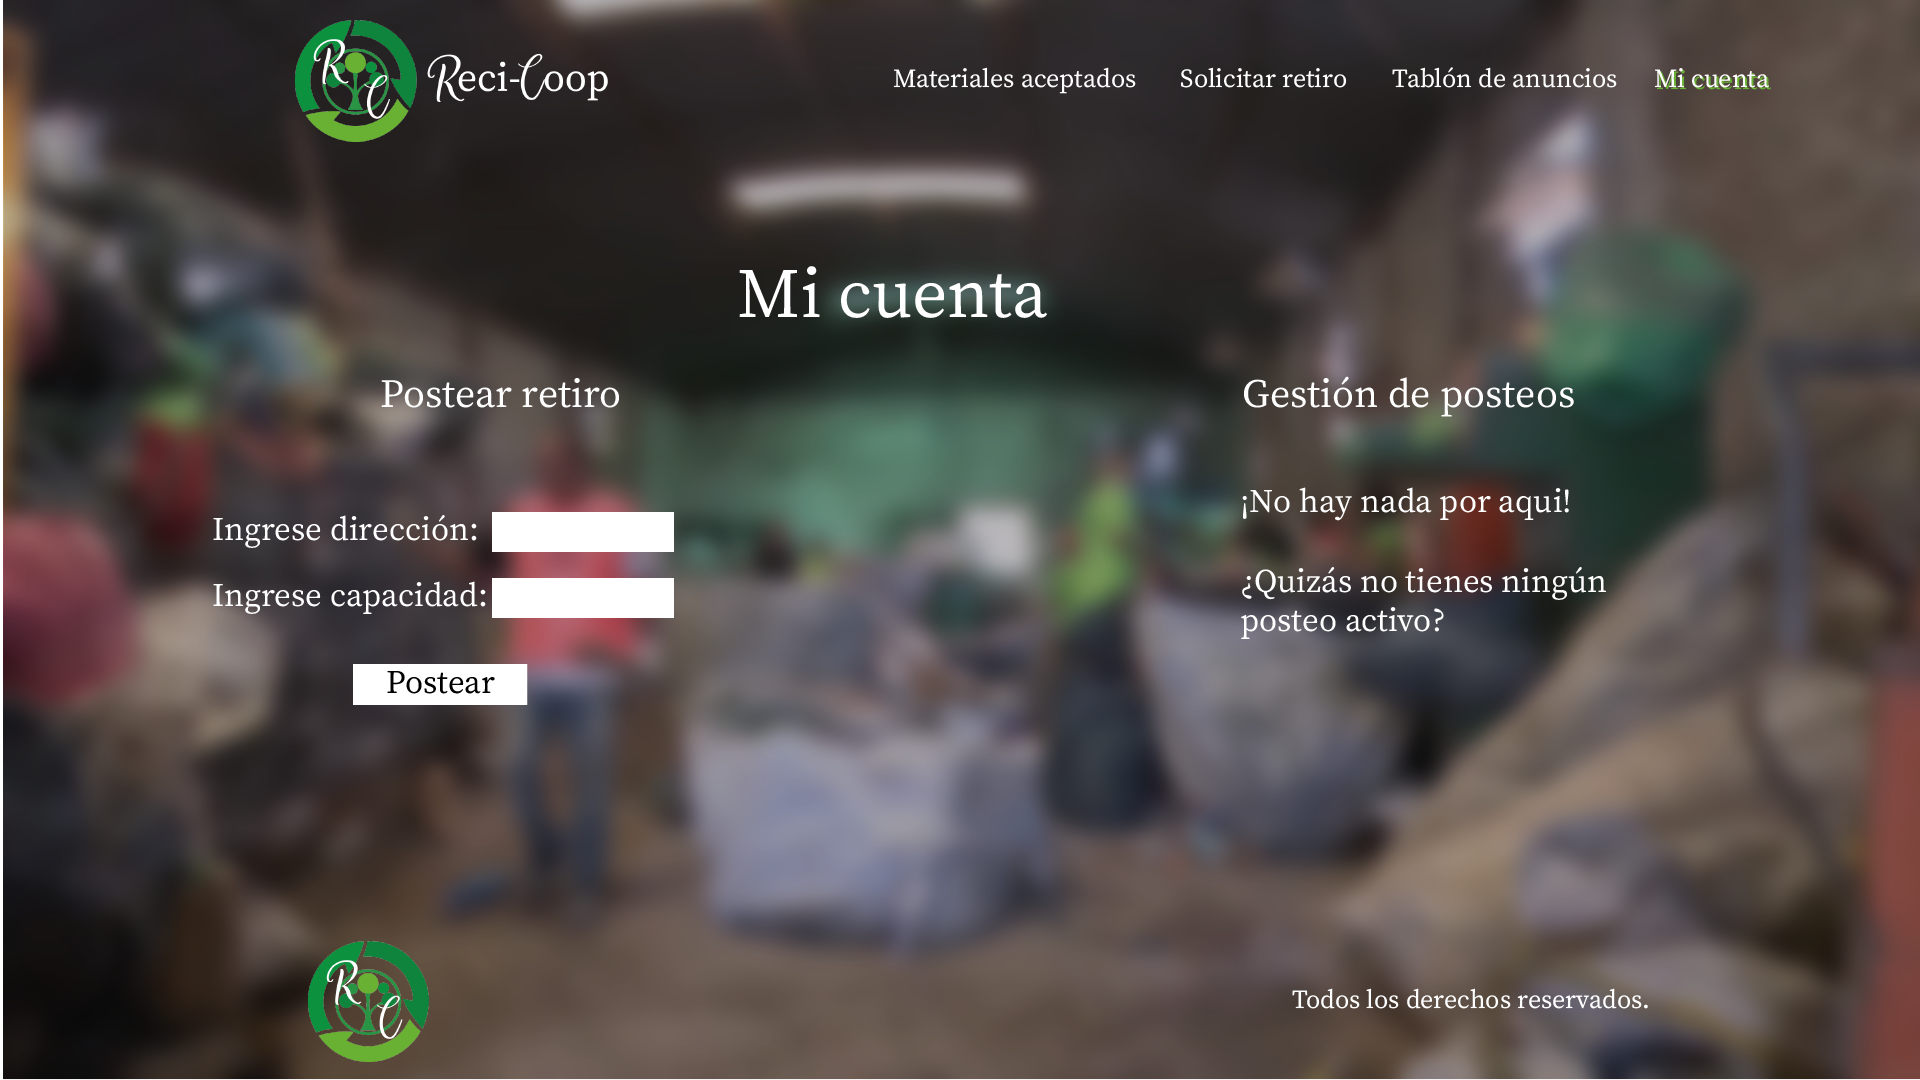 RC
Reci-Coop
Materiales aceptados
Solicitar retiro
Tablón de anuncios
Mi cuenta
Mi cuenta
Postear retiro
Ingrese dirección:
Ingrese capacidad:
Postear
Gestión de posteos
¡No hay nada por aqui!
¿Quizás no tienes ningún
posteo activo?
RC
Todos los derechos reservados.